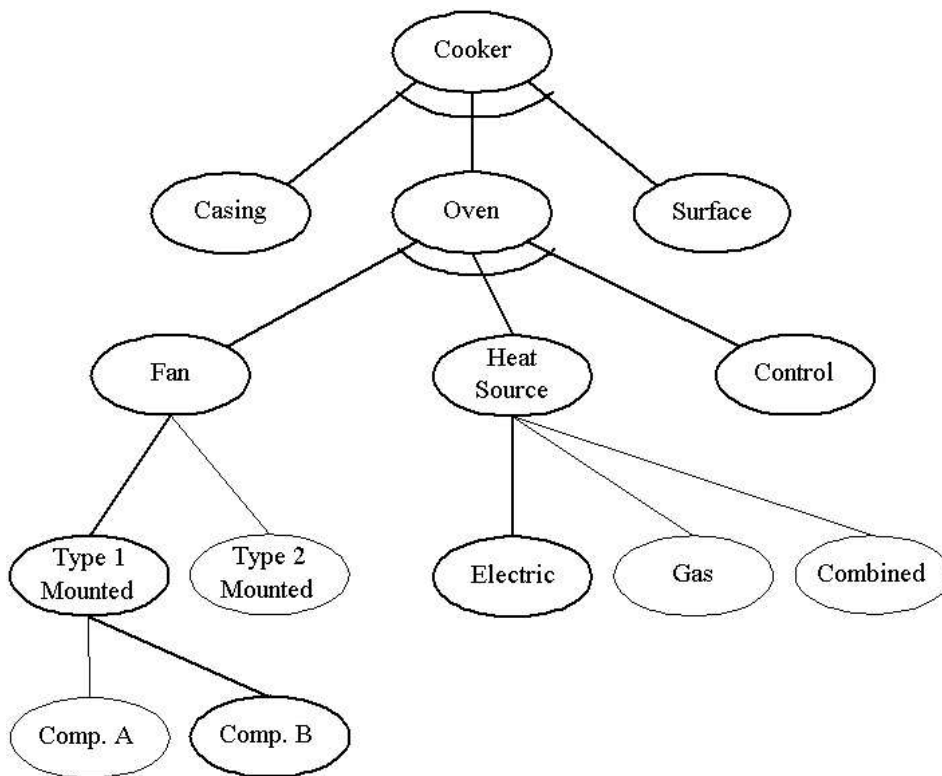 Cooker
Casing
Oven
Surface
Fan
Heat
Source
Control
Type 1
Mounted
Type 2
Mounted
Electric
Gas
Combined
Comp. A
Comp. B